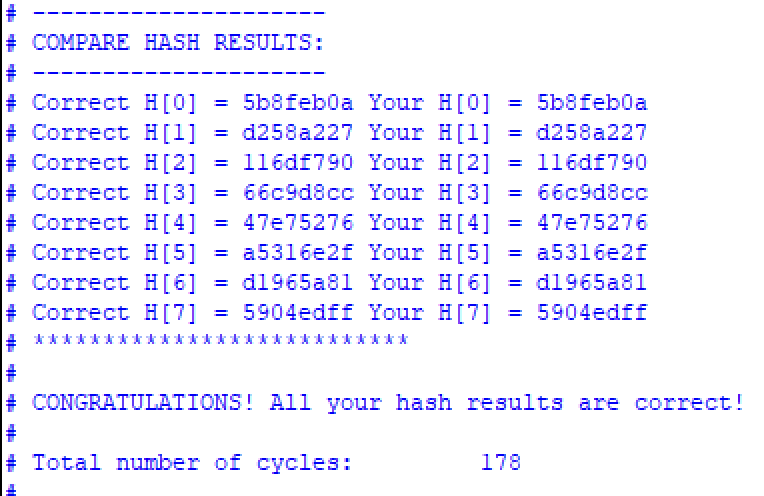 # ---------------------
# COMPARE HASH RESULTS:
# ---------------------
# Correct H[0] = 5b8feb0a Your H[0] = 5b8feb0a
# Correct H[1] = d258a227 Your H[1] = d258a227
# Correct H[2] = 116df790 Your H[2] = 116df790
# Correct H[3] = 66c9d8cc Your H[3] = 66c9d8cc
# Correct H[4] = 47e75276 Your H[4] = 47e75276
# Correct H[5] = a5316e2f Your H[5] = a5316e2f
# Correct H[6] = d1965a81 Your H[6] = d1965a81
# Correct H[7] = 5904edff Your H[7] = 5904edff
# ***************************
#
# CONGRATULATIONS! All your hash results are correct!
#
# Total number of cycles:         178
#